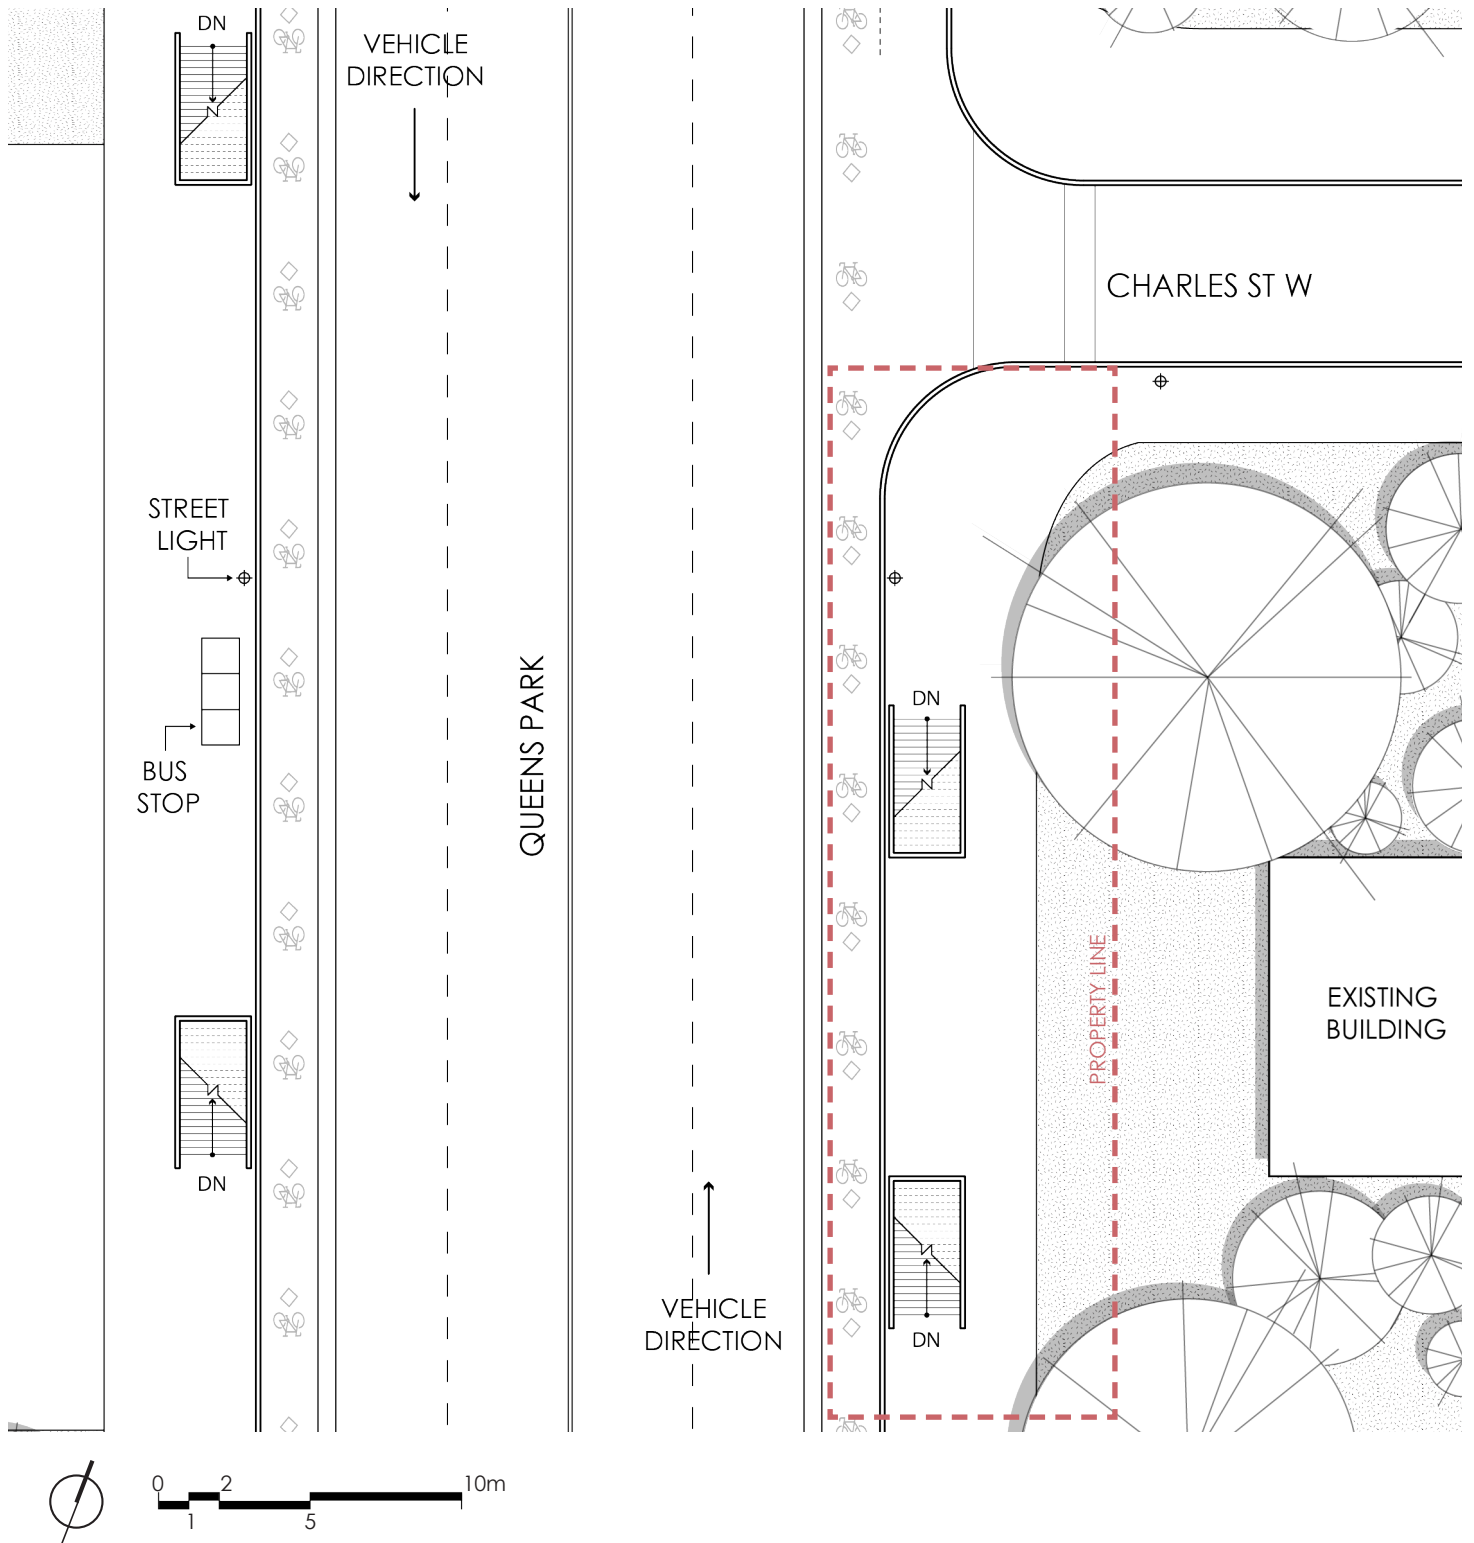 DN
VEHICLE
DIRECTION
CHARLES ST W
STREET
LIGHT
QUEENS PARK
DN
BUS
STOP
PROPERTY LINE
EXISTING
BUILDING
DN
VEHICLE
DIRECTION
DN
0 2 10m
1 5